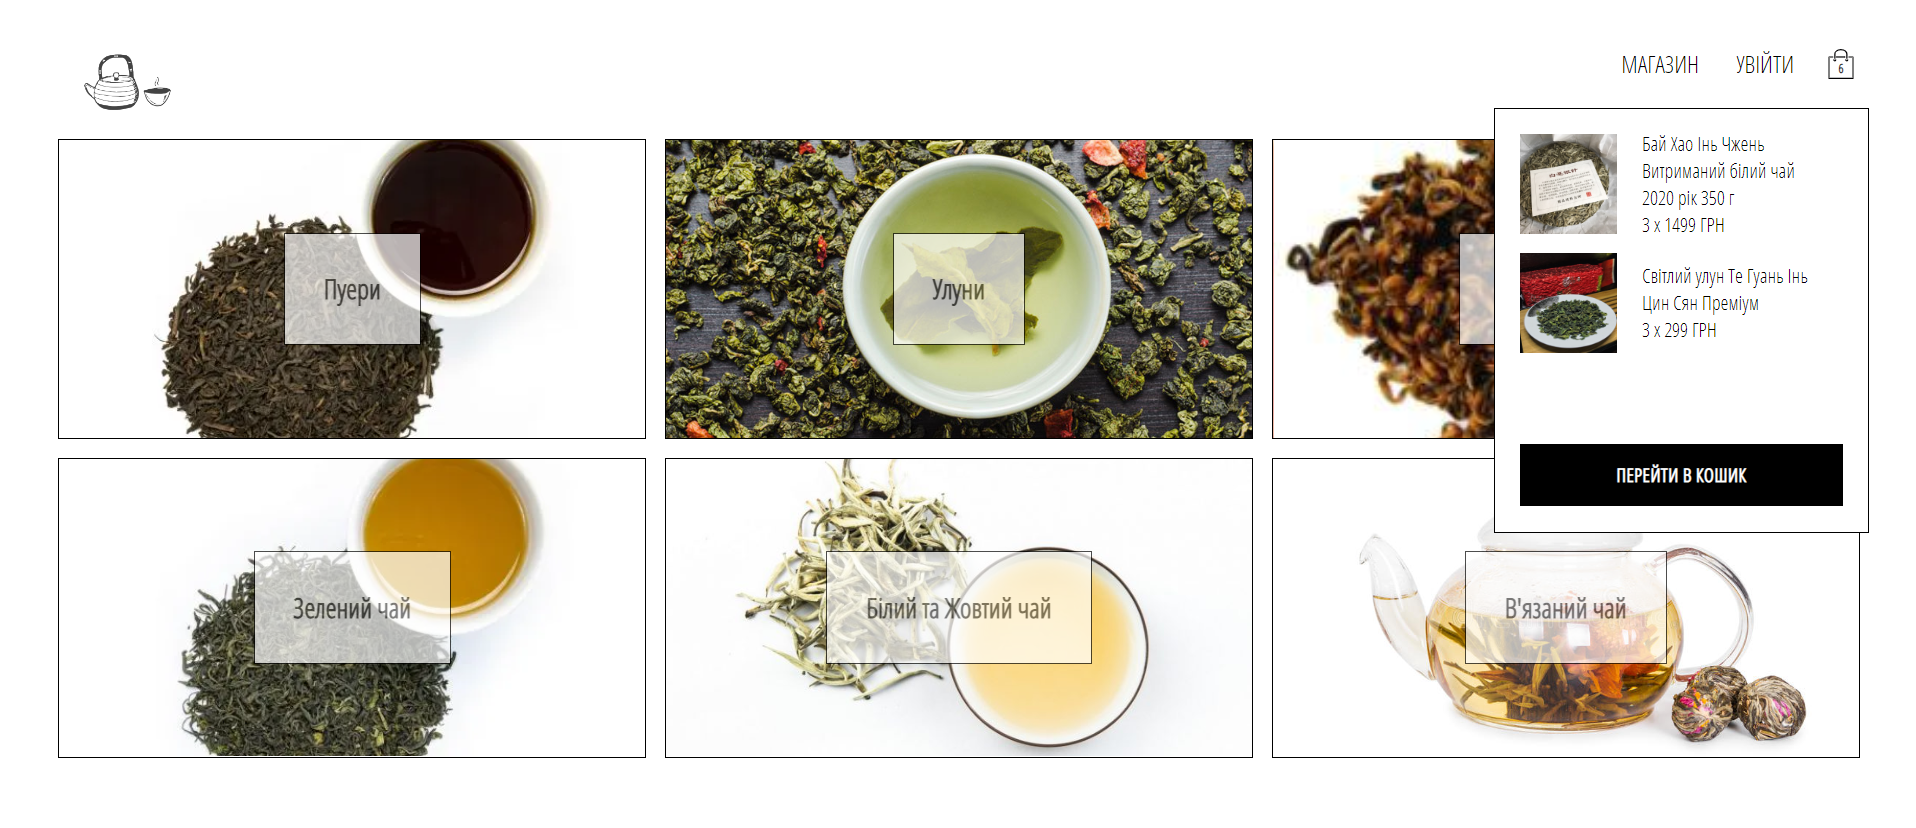 МАГАЗИН
УВІЙТИ
6
Бай Хао Інь Чжень
Витриманий білий чай
2020 рік 350 г
3 x 1499 ГРН
Світлий улун Те Гуань Інь
Цин Сян Преміум
3 x 299 ГРН
ПЕРЕЙТИ В КОШИК
Пуери
Улуни
Зелений чай
Білий та Жовтий чай
В'язаний чай